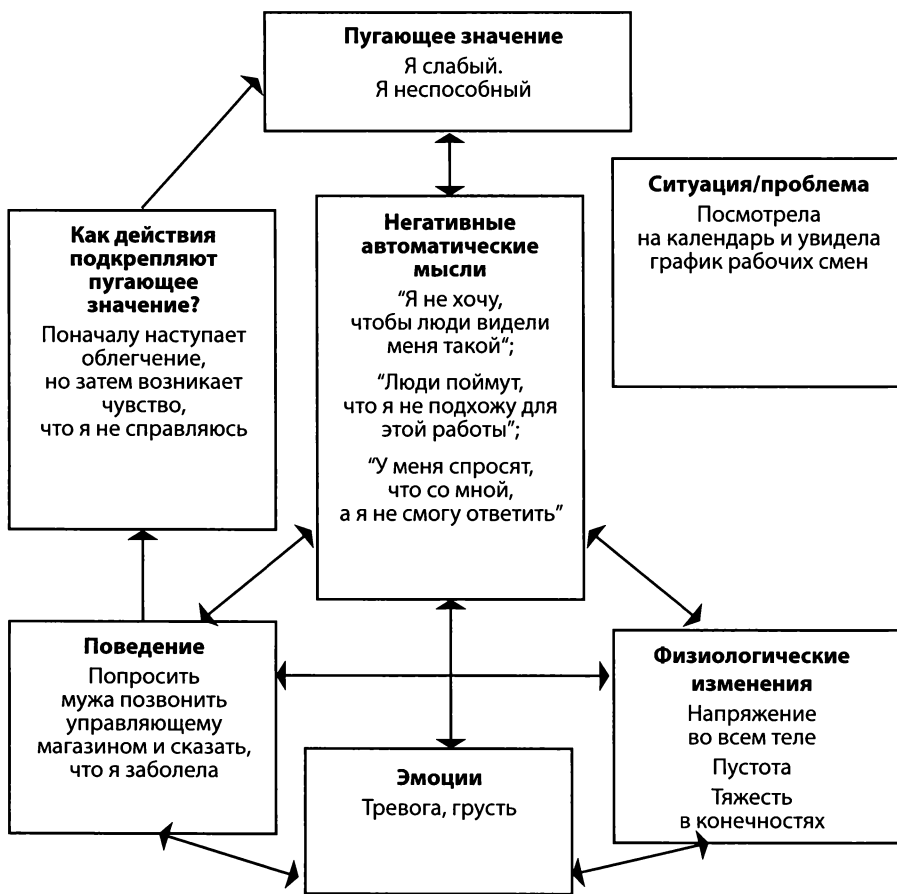 Пугающее значение
Я слабый.
Я неспособный
Ситуация/проблема
Посмотрела
на календарь и увидела
график рабочих смен
Как действия
подкрепляют
пугающее
значение?
Поначалу наступает
облегчение,
но затем возникает
чувство,
что я не справляюсь
Негативные
автоматические
мысли
“Я не хочу,
чтобы люди видели
меня такой“;
“Люди поймут,
что я не подхожу для
этой работы”;
“У меня спросят,
что со мной,
а я не смогу ответить”
Поведение
Попросить
мужа позвонить
управляющему
магазином и сказать,
что я заболела
Эмоции
Тревога, грусть
Физиологические
изменения
Напряжение
во всем теле
Пустота
Тяжесть
в конечностях